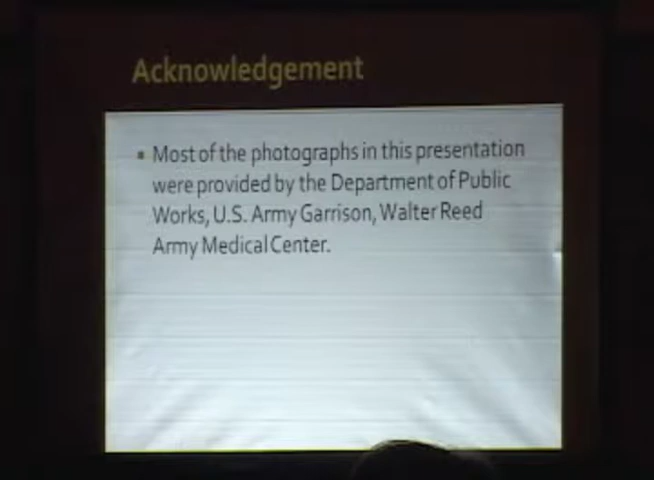 Acknowledgement
▪ Most of the photographs in this presentation
were provided by the Department of Public
Works, U.S. Army Garrison, Walter Reed
Army Medical Center.